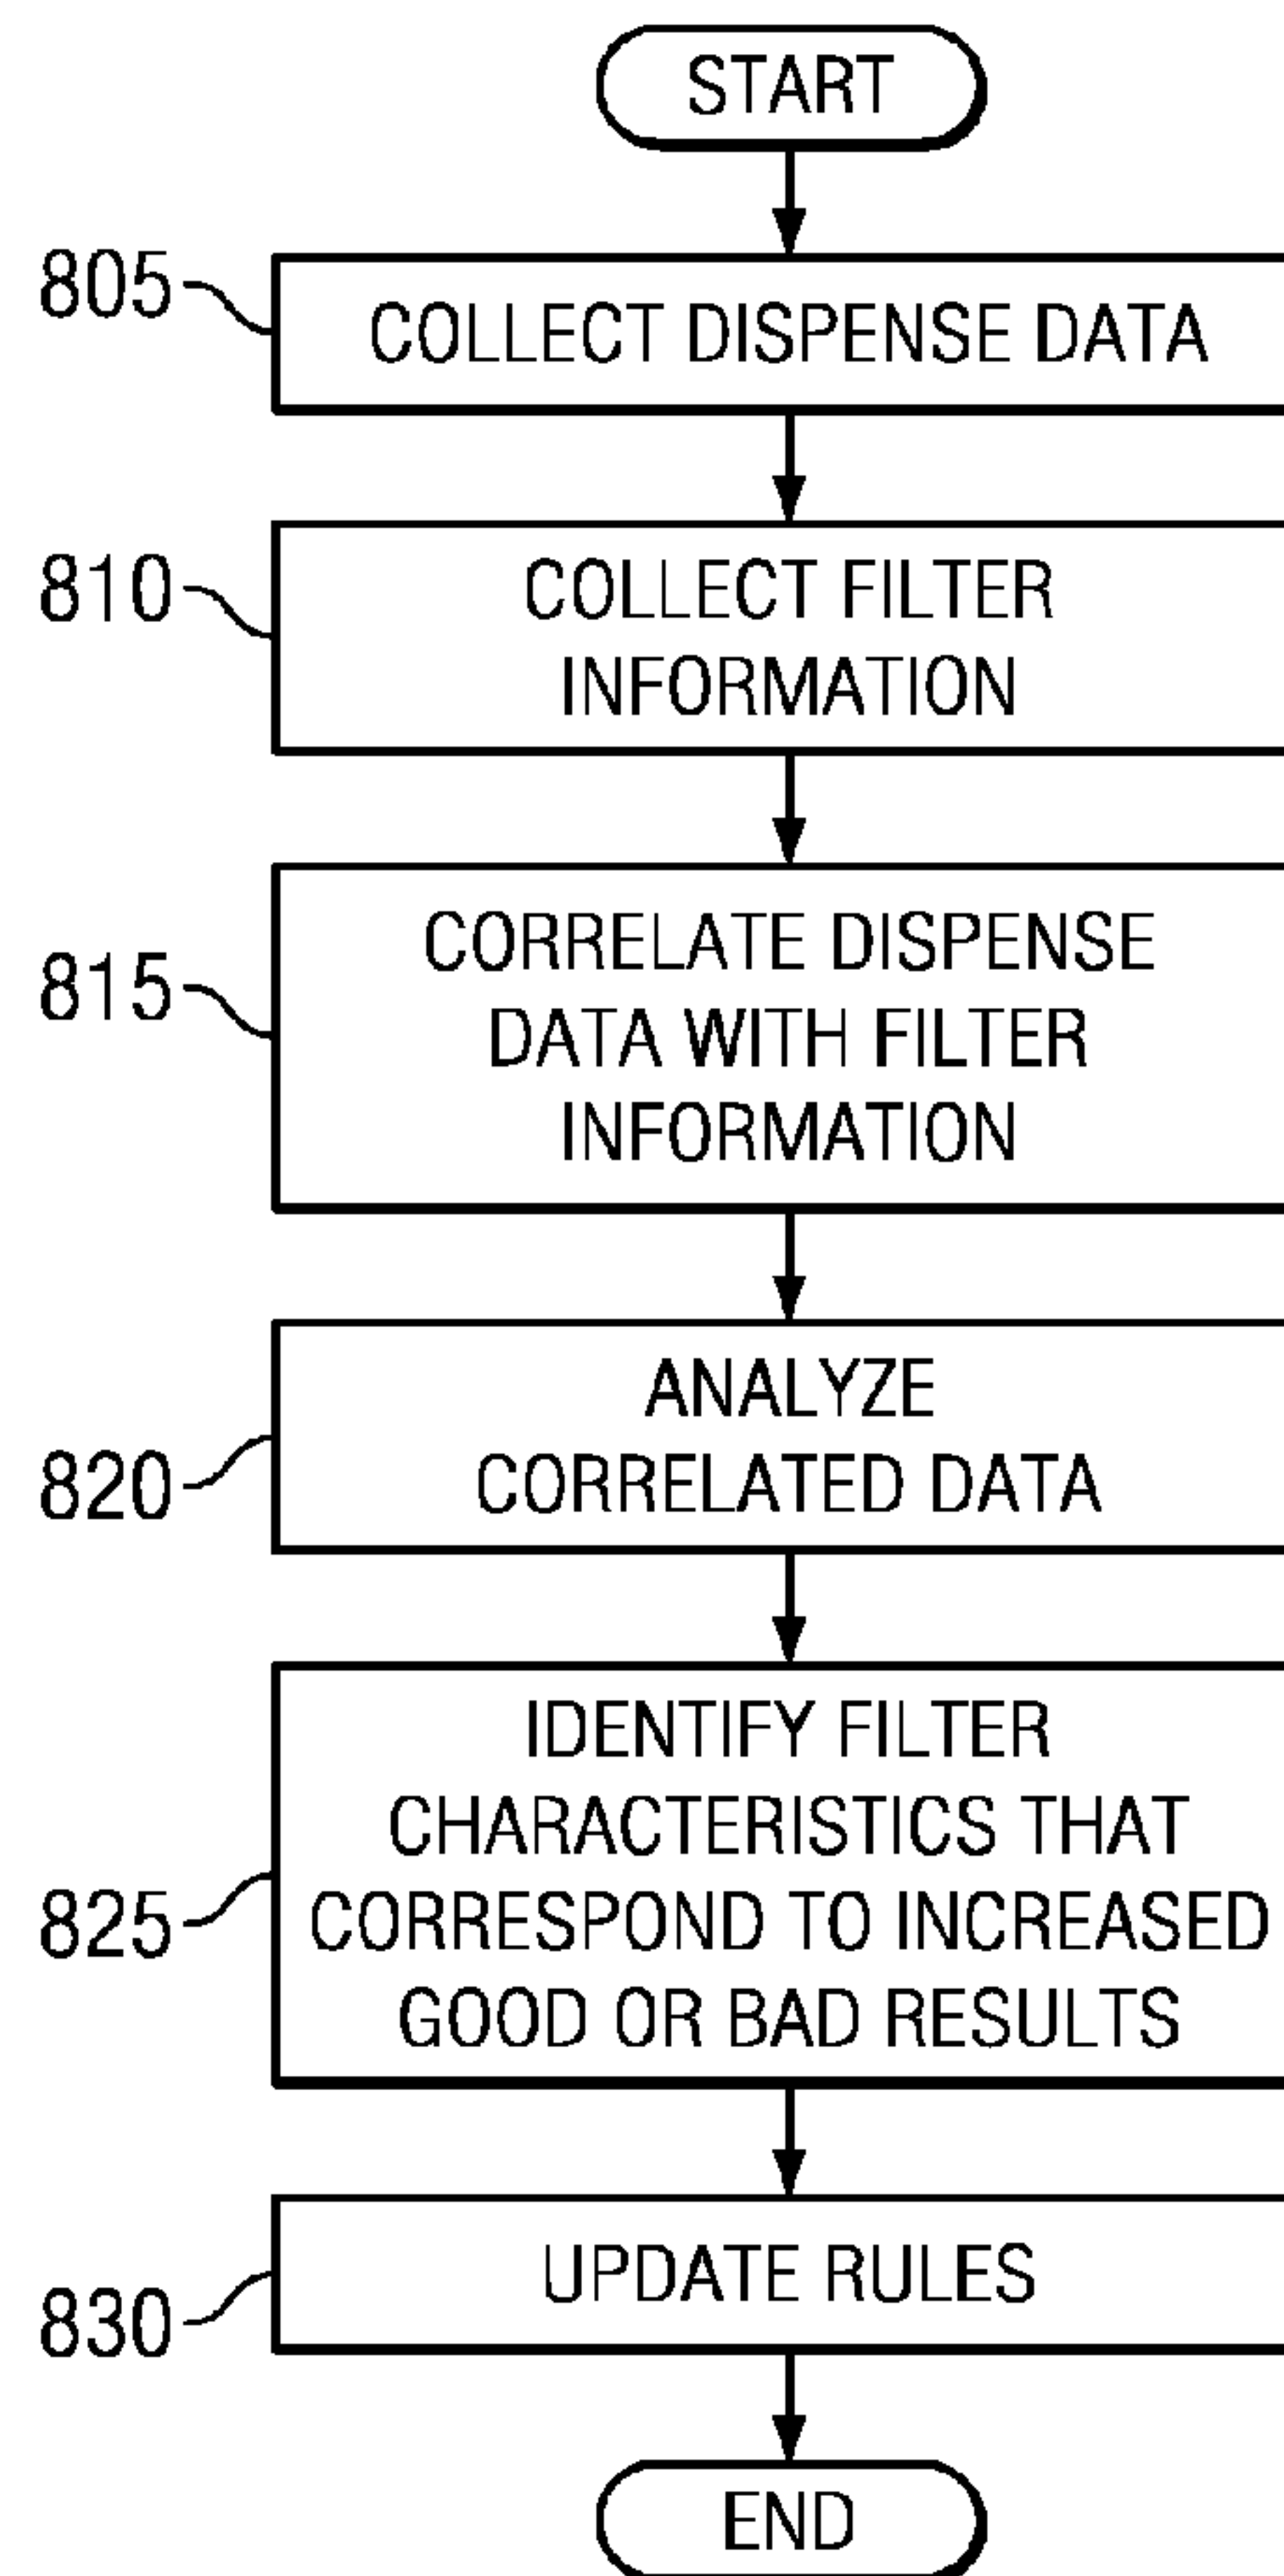 START
805
COLLECT DISPENSE DATA
810
COLLECT FILTER
INFORMATION
815
CORRELATE DISPENSE
DATA WITH FILTER
INFORMATION
820
ANALYZE
CORRELATED DATA
825
IDENTIFY FILTER
CHARACTERISTICS THAT
CORRESPOND TO INCREASED
GOOD OR BAD RESULTS
830
UPDATE RULES
END